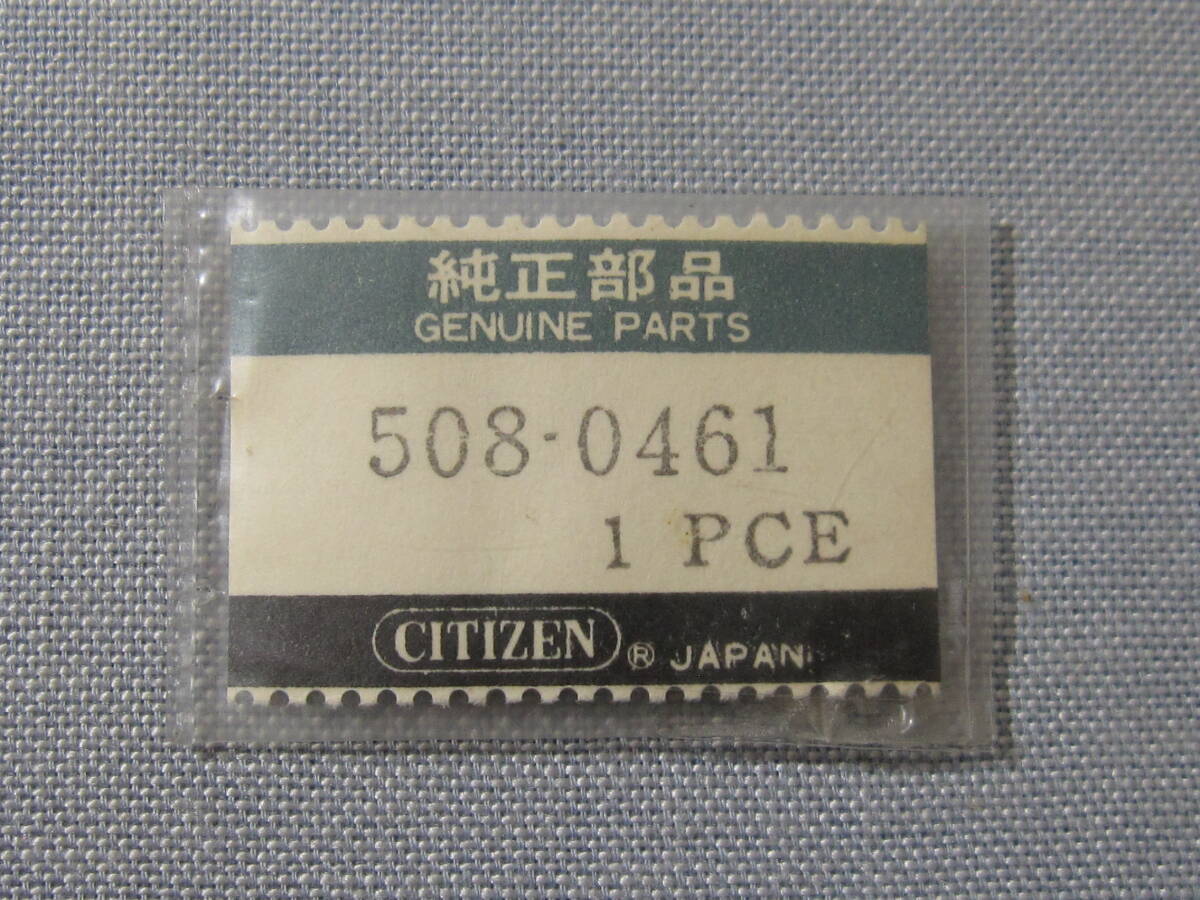 純正部品
GENUINE PARTS
508-0461
1 PCE
CITIZEN ® JAPAN